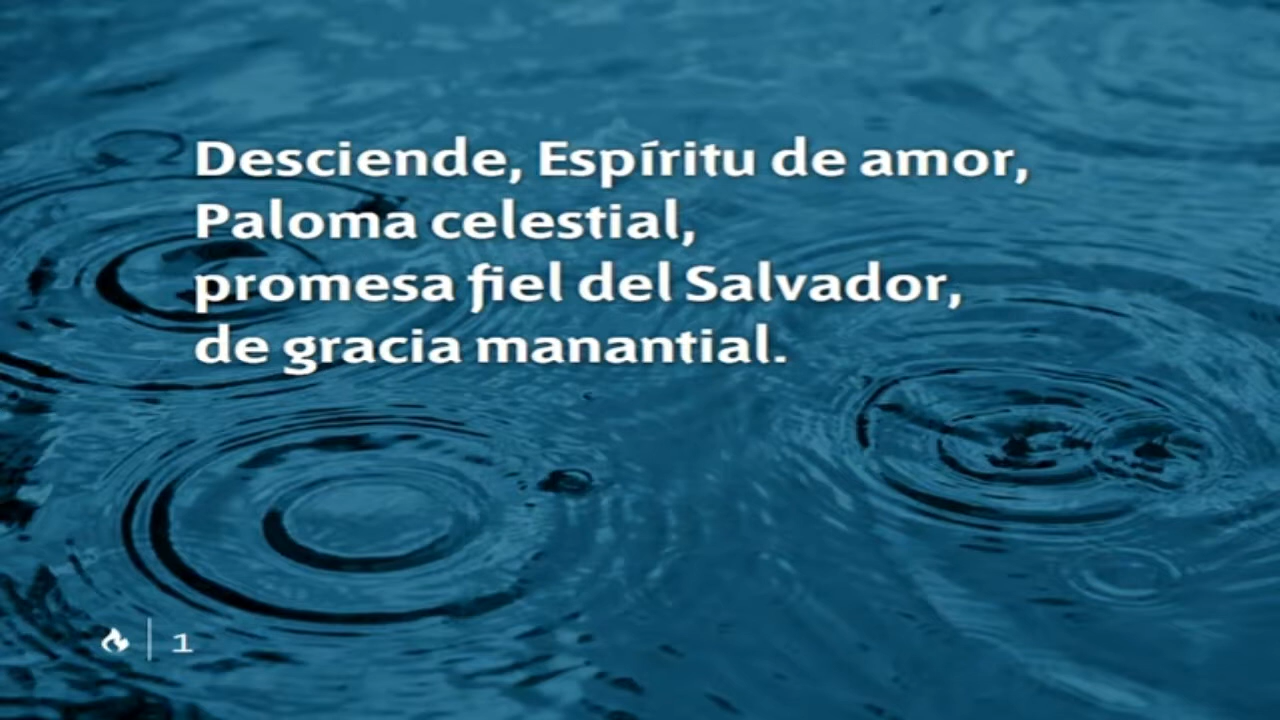 Desciende, Espíritu de amor,
Paloma celestial,
promesa fiel del Salvador,
de gracia manantial.
1